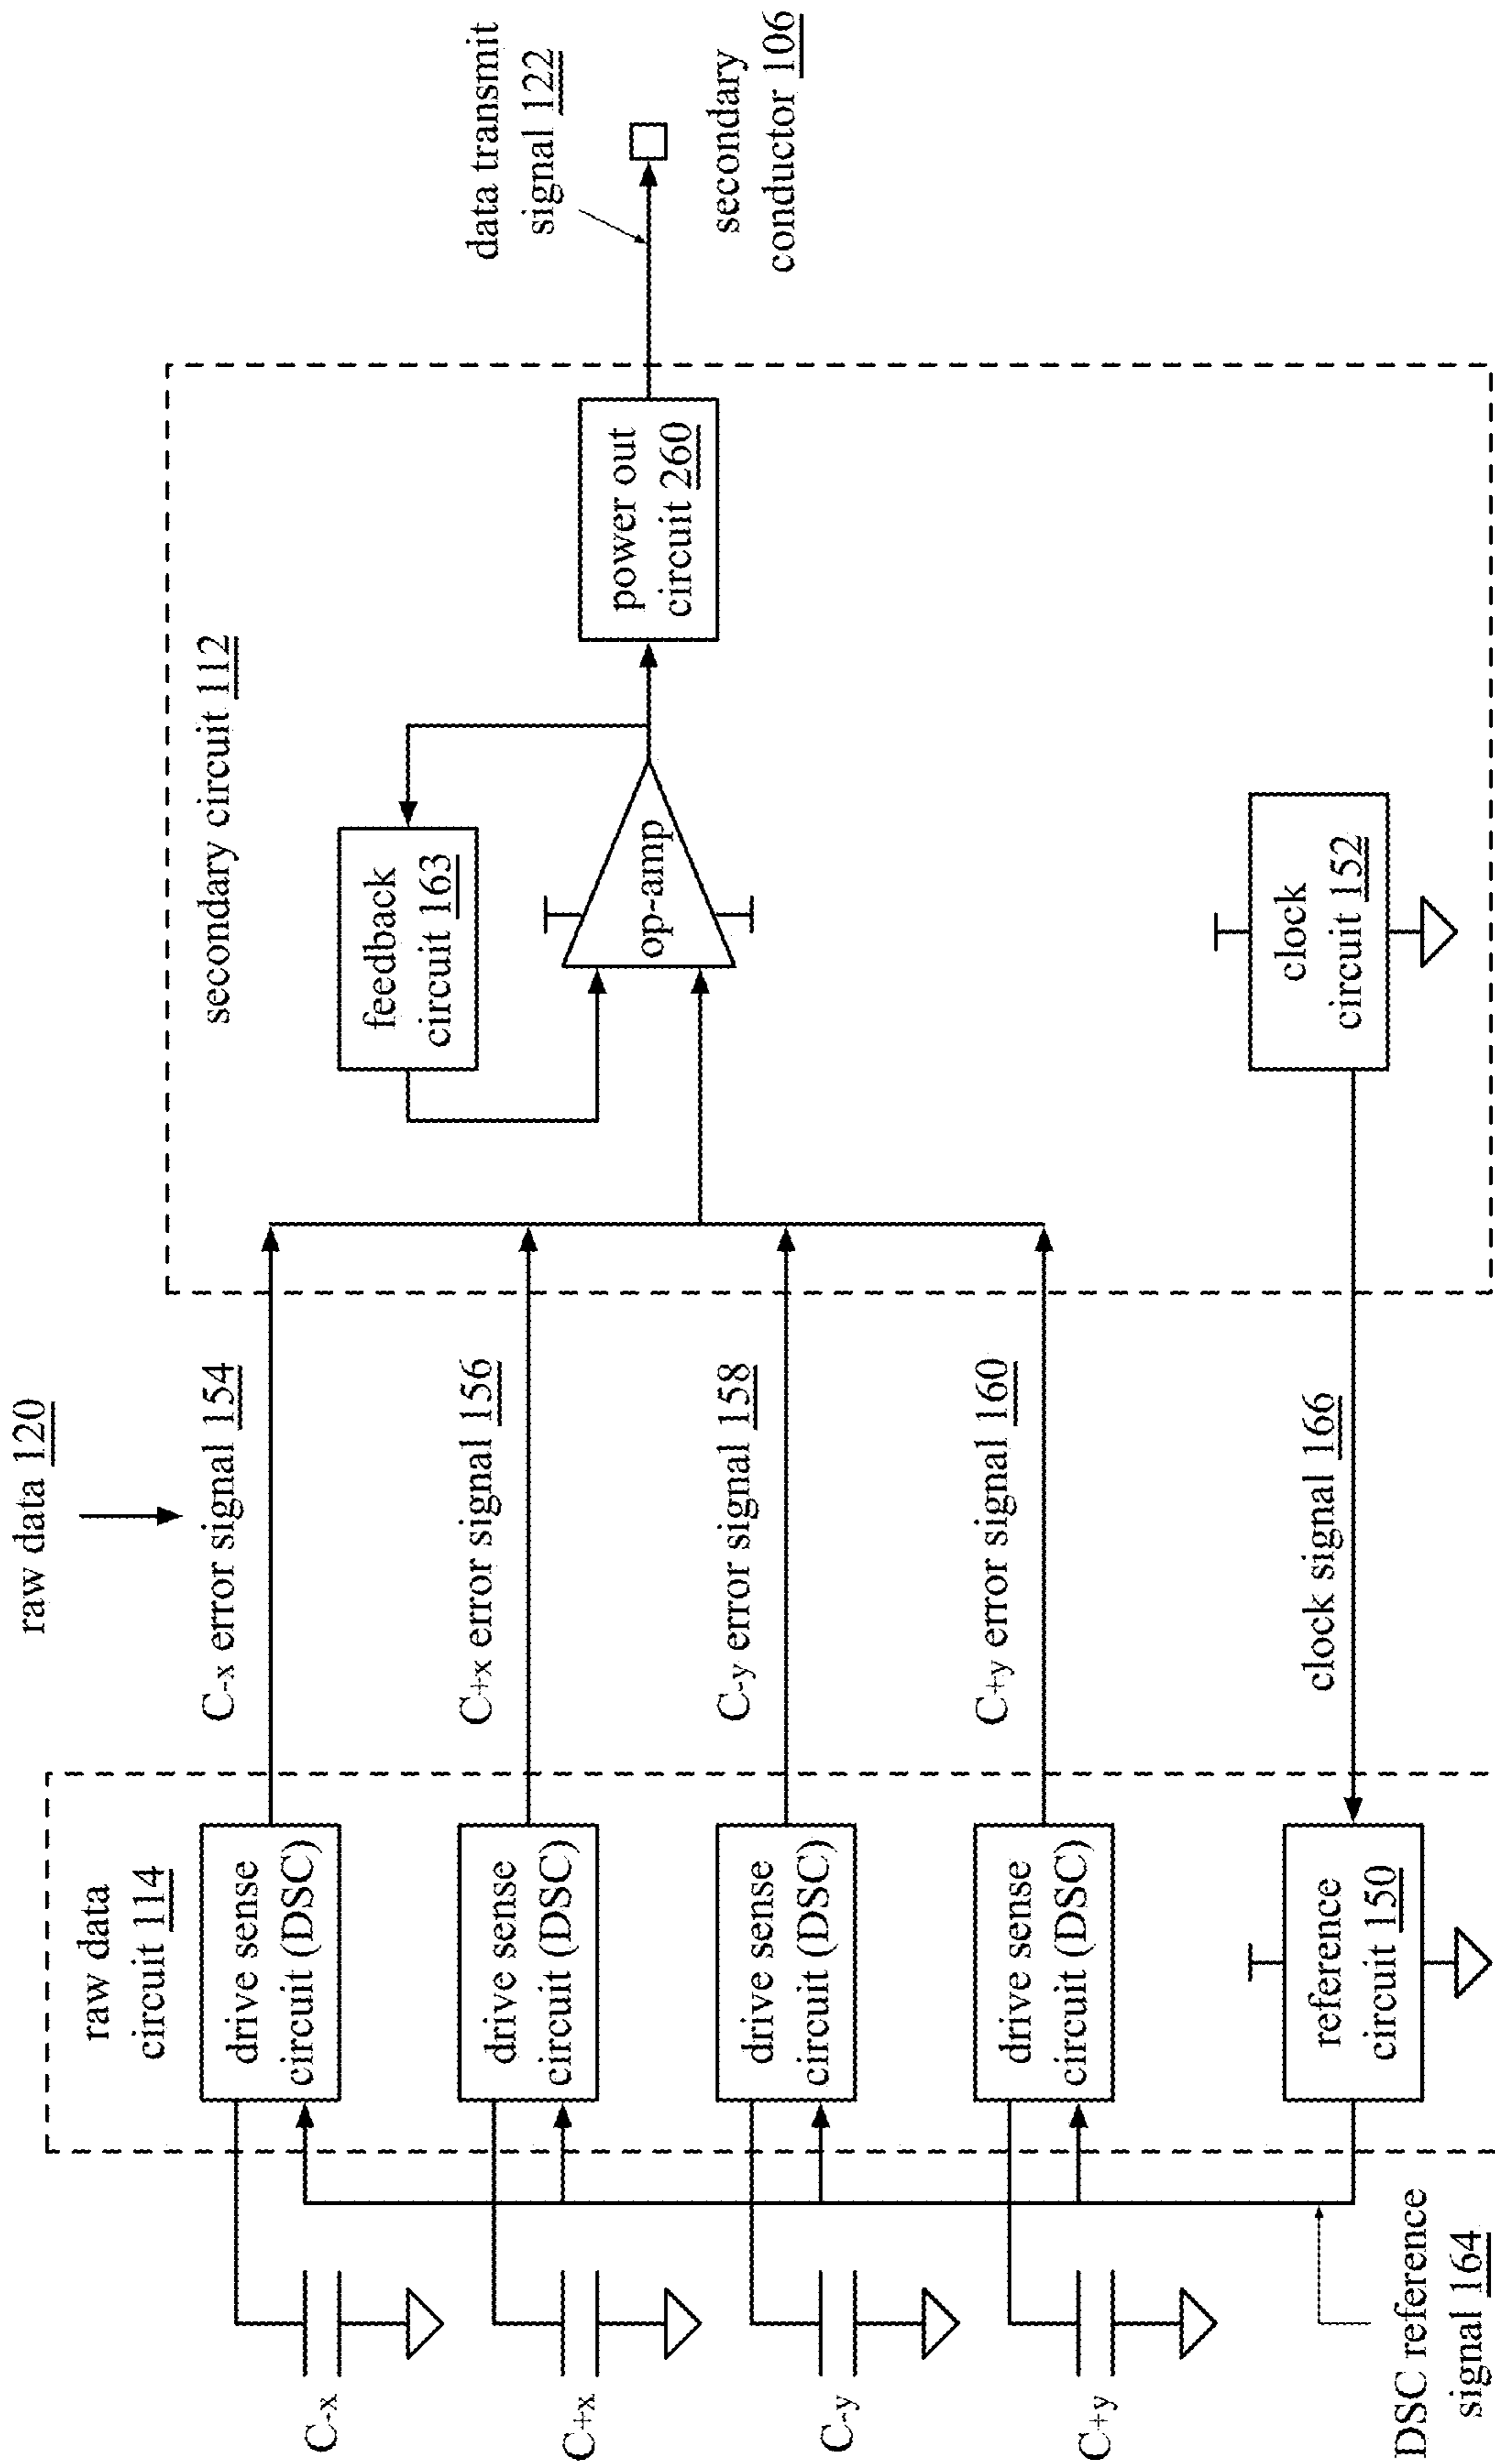 raw data 120
raw data
circuit 114
secondary circuit 112
C-x
drive sense
circuit (DSC)
C-x error signal 154
feedback
circuit 163
C+x
drive sense
circuit (DSC)
C+x error signal 156
op-amp
power out
circuit 260
data transmit
signal 122
secondary
conductor 106
C-y
drive sense
circuit (DSC)
C-y error signal 158
C+y
drive sense
circuit (DSC)
C+y error signal 160
reference
circuit 150
clock signal 166
clock
circuit 152
DSC reference
signal 164